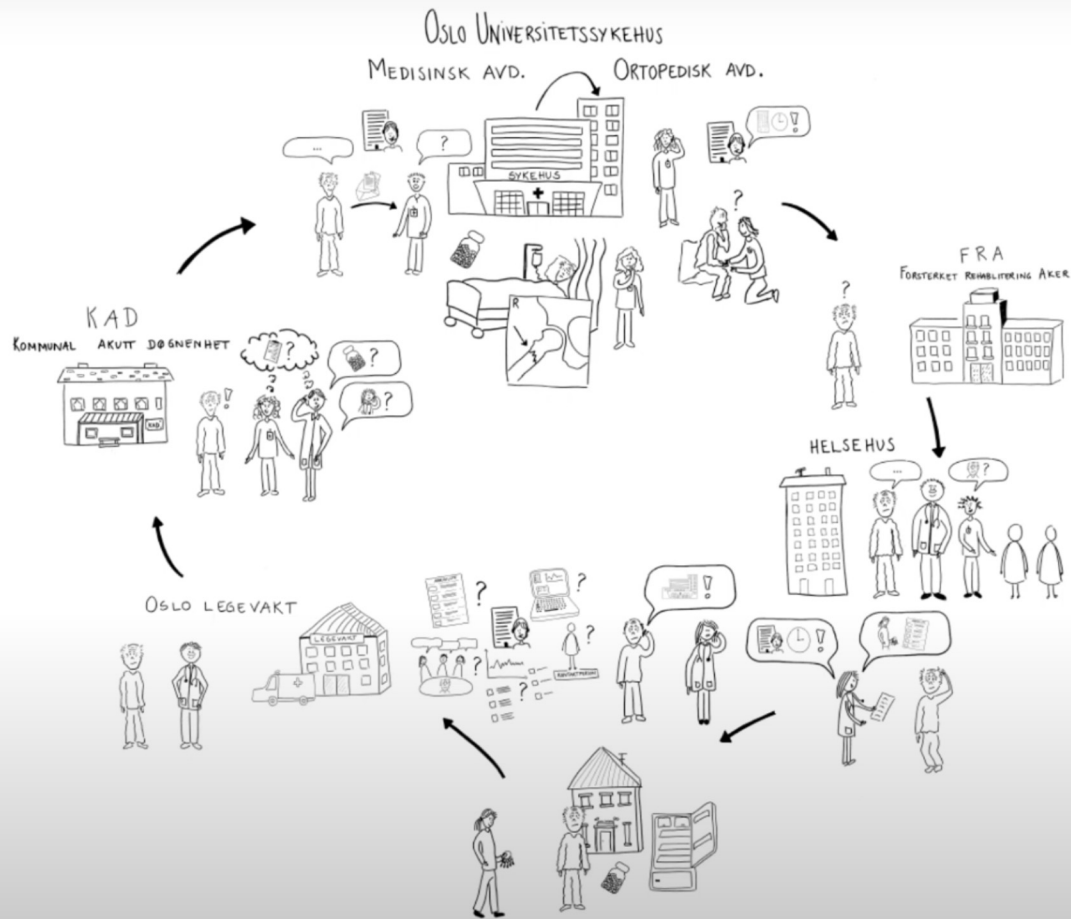 OSLO UNIVERSITETSSYKEHUS
MEDISINSK AVD.
ORTOPEDISK AVD.
...
?
!
SYKEHUS
?
R
FRA
FORSTERKET REHABLITERING AKER
?
KAD
KOMMUNAL AKUTT DØGNENHET
?
?
?
!
KAD
HELSEHUS
...
?
OSLO LEGEVAKT
LEGEVAKT
?
?
?
?
?
!
!